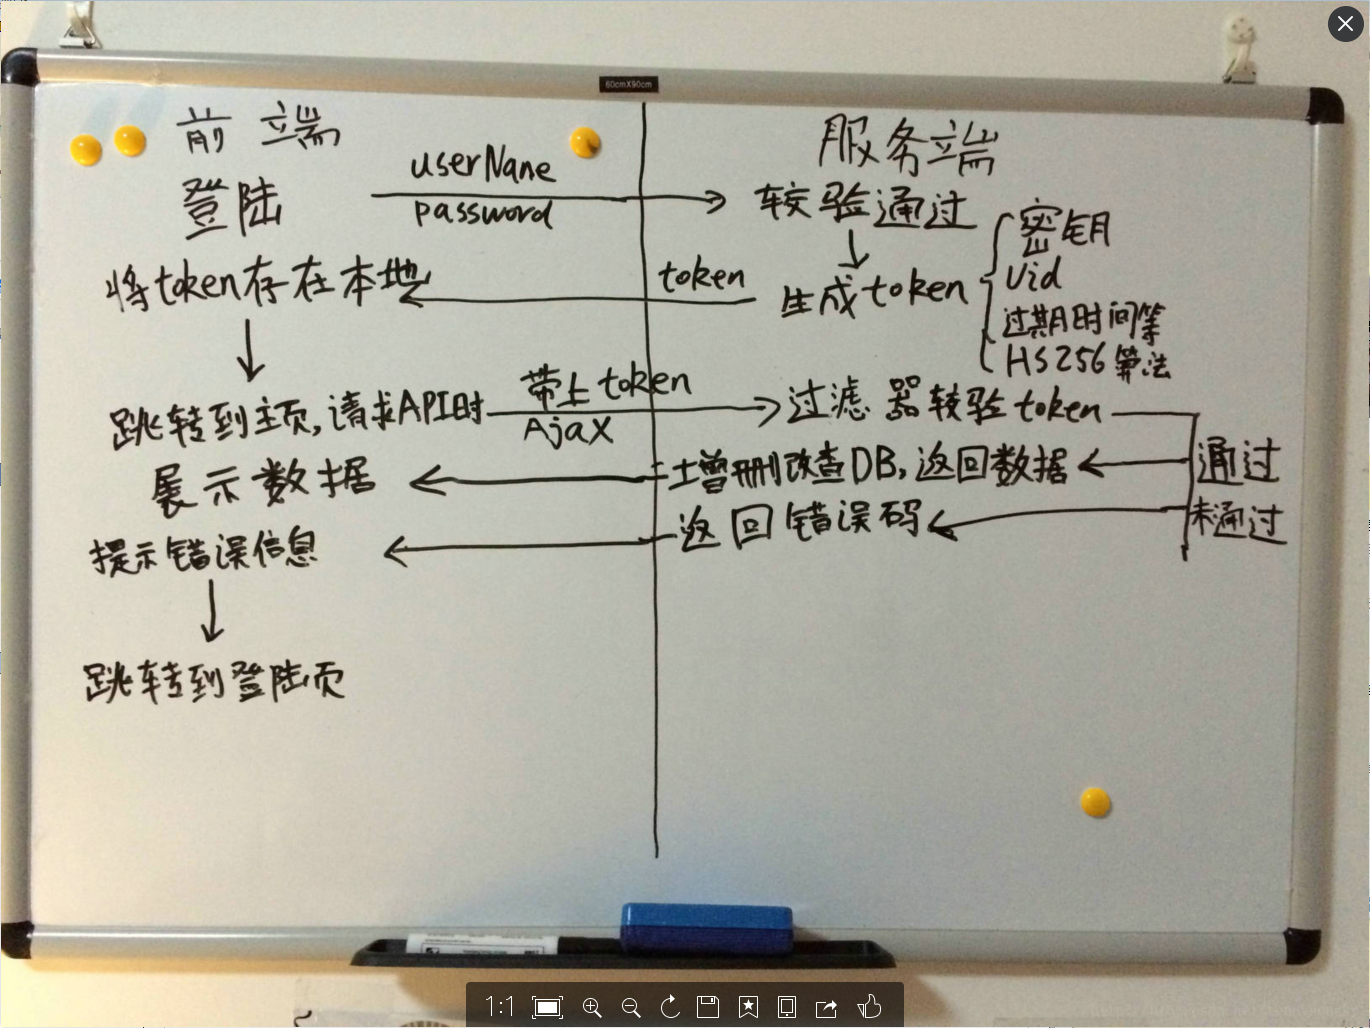 60cmX90cm
前端
服务端
登陆
userNane
password
较验通过
密钥
Uid
过期时间等
HS256算法
将token存在本地
token
生成token
跳转到主页,请求API时
带上token
Ajax
过滤器较验token
展示数据
增删改查DB,返回数据
通过
提示错误信息
返回错误码
未通过
跳转到登陆页
1:1